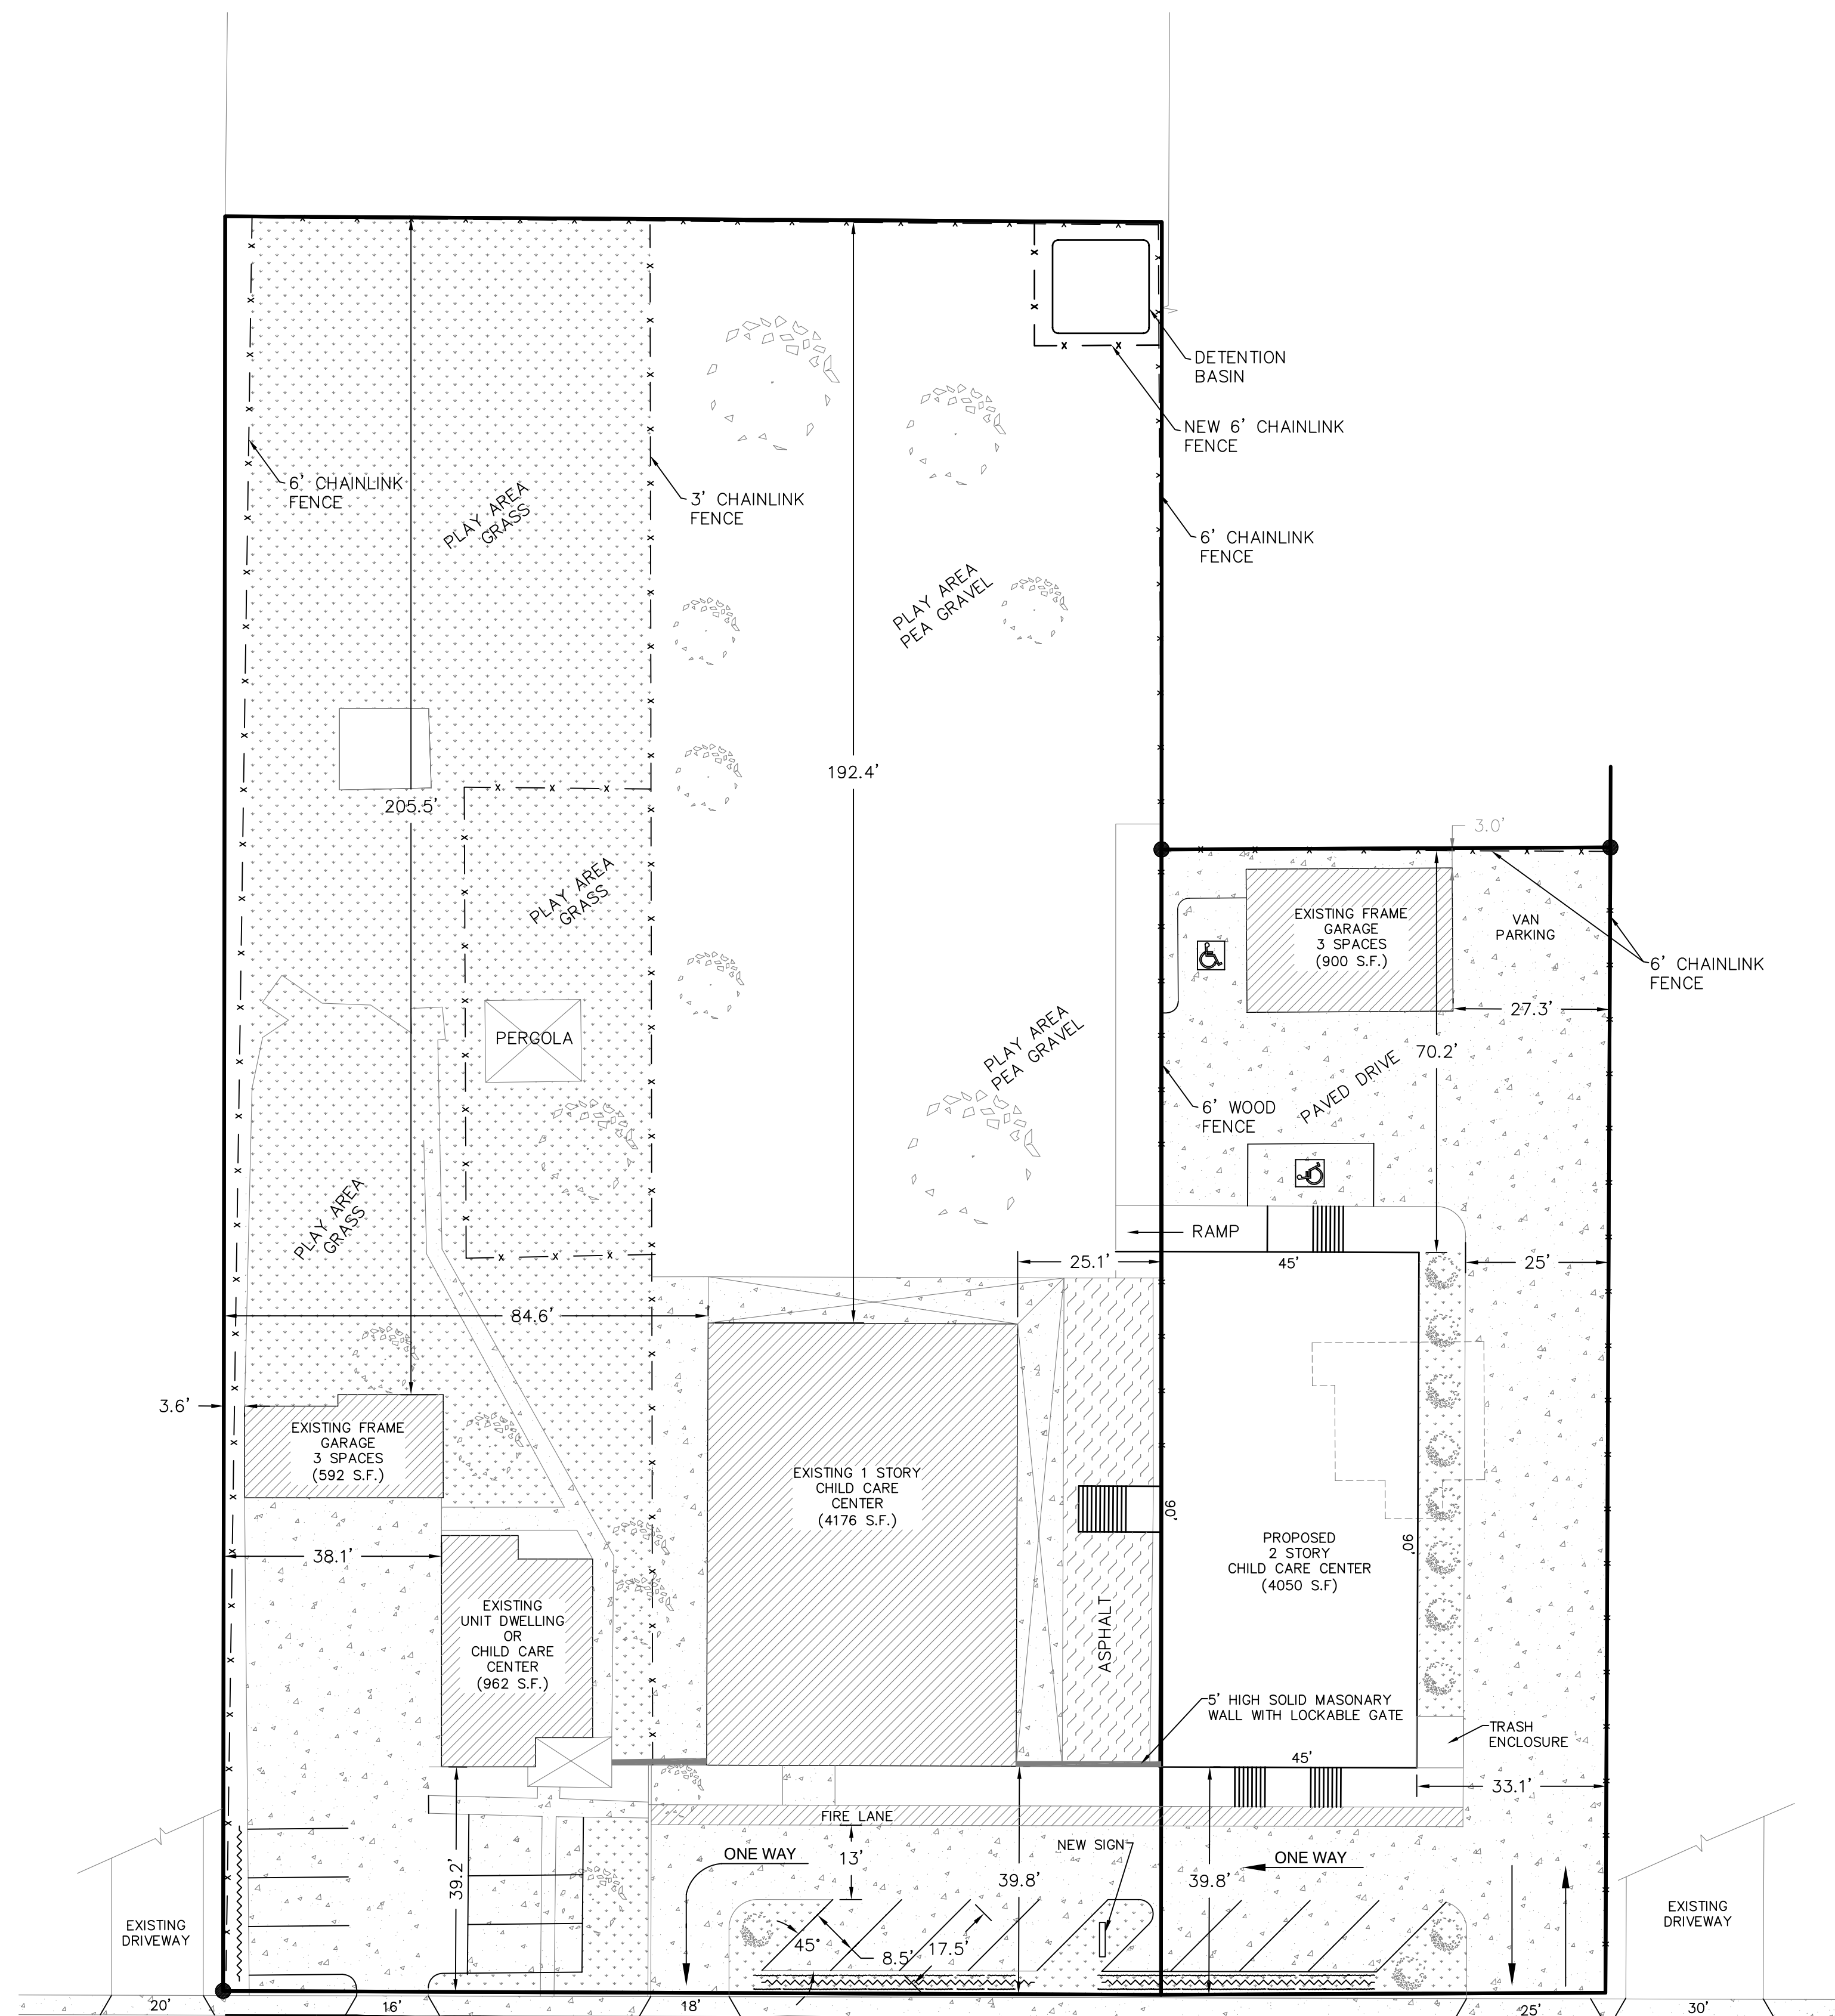 DETENTION
BASIN
NEW 6' CHAINLINK
FENCE
6' CHAINLINK
FENCE
3' CHAINLINK
FENCE
PLAY AREA
GRASS
6' CHAINLINK
FENCE
PLAY AREA
PEA GRAVEL
192.4'
205.5'
3.0'
PLAY AREA
GRASS
EXISTING FRAME
GARAGE
3 SPACES
(900 S.F.)
VAN
PARKING
6' CHAINLINK
FENCE
27.3'
PERGOLA
PLAY AREA
PEA GRAVEL
70.2'
PAVED DRIVE
6' WOOD
FENCE
PLAY AREA
GRASS
RAMP
25.1'
45'
25'
84.6'
3.6'
EXISTING FRAME
GARAGE
3 SPACES
(592 S.F.)
EXISTING 1 STORY
CHILD CARE
CENTER
(4176 S.F.)
90'
90'
PROPOSED
2 STORY
CHILD CARE CENTER
(4050 S.F)
38.1'
EXISTING
UNIT DWELLING
OR
CHILD CARE
CENTER
(962 S.F.)
ASPHALT
5' HIGH SOLID MASONARY
WALL WITH LOCKABLE GATE
TRASH
ENCLOSURE
45'
33.1'
FIRE LANE
ONE WAY
13'
NEW SIGN
ONE WAY
39.2'
39.8'
39.8'
EXISTING
DRIVEWAY
45°
8.5'
17.5'
EXISTING
DRIVEWAY
20'
16'
18'
25'
30'